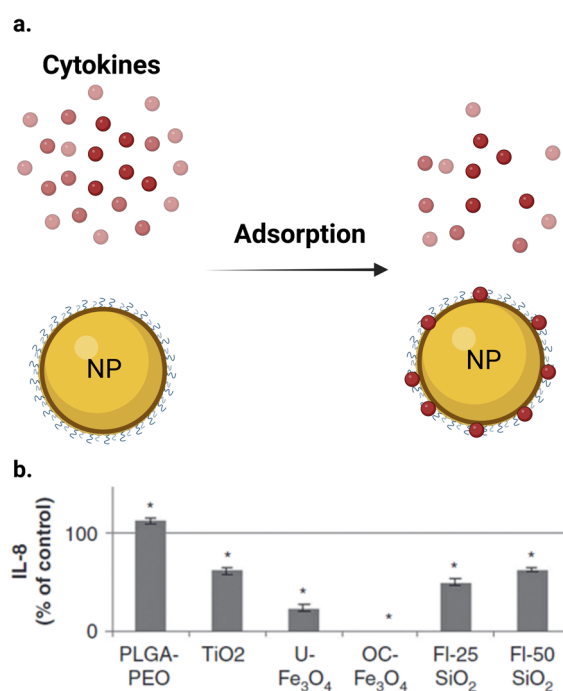 a.
Cytokines
Adsorption
NP
NP
b.
IL-8
(% of control)
100
0
*
*
*
*
*
*
PLGA-
PEO
TiO2
U-
Fe₃O₄
OC-
Fe₃O₄
Fl-25
SiO₂
Fl-50
SiO₂